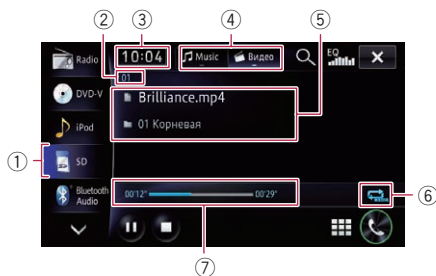 ② ③ ④ ⑤
Radio 10:04 Music Видео EQ
01
DVD-V Brilliance.mp4
iPod 01 Корневая
① SD
Bluetooth Audio 00'12" 00'29" ⑥
⑦